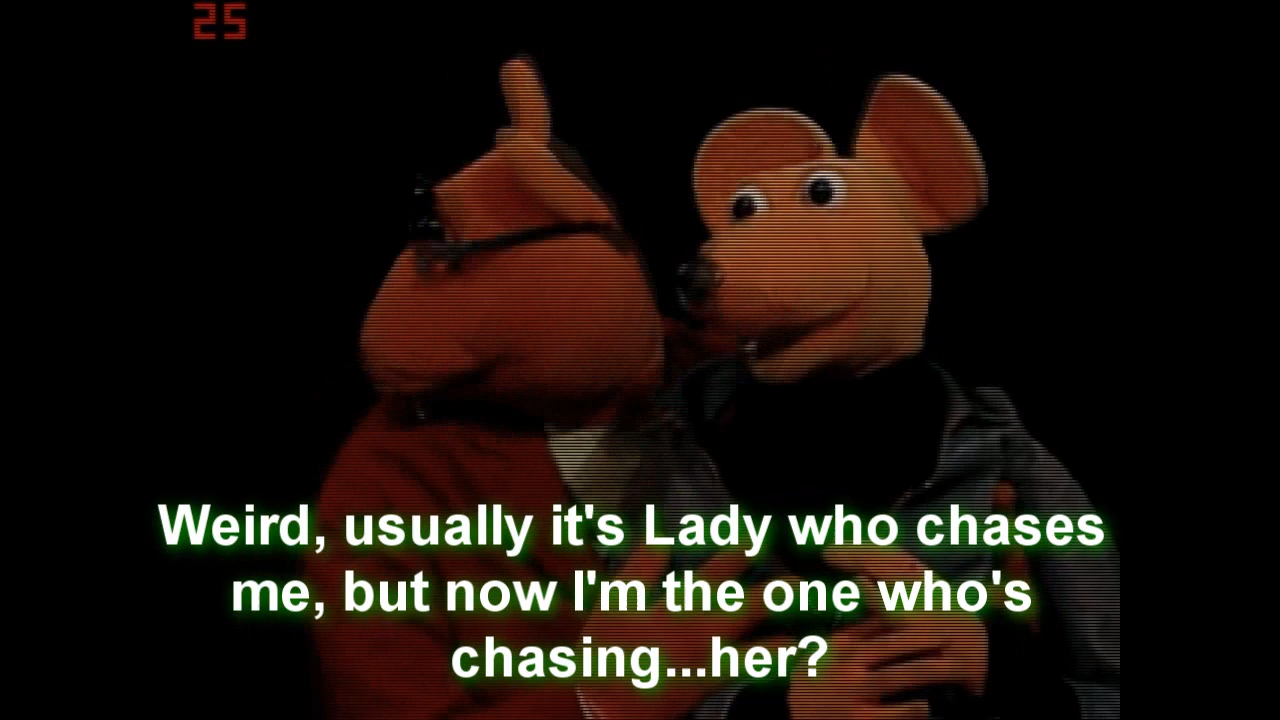 25
Weird, usually it's Lady who chases
me, but now I'm the one who's
chasing...her?